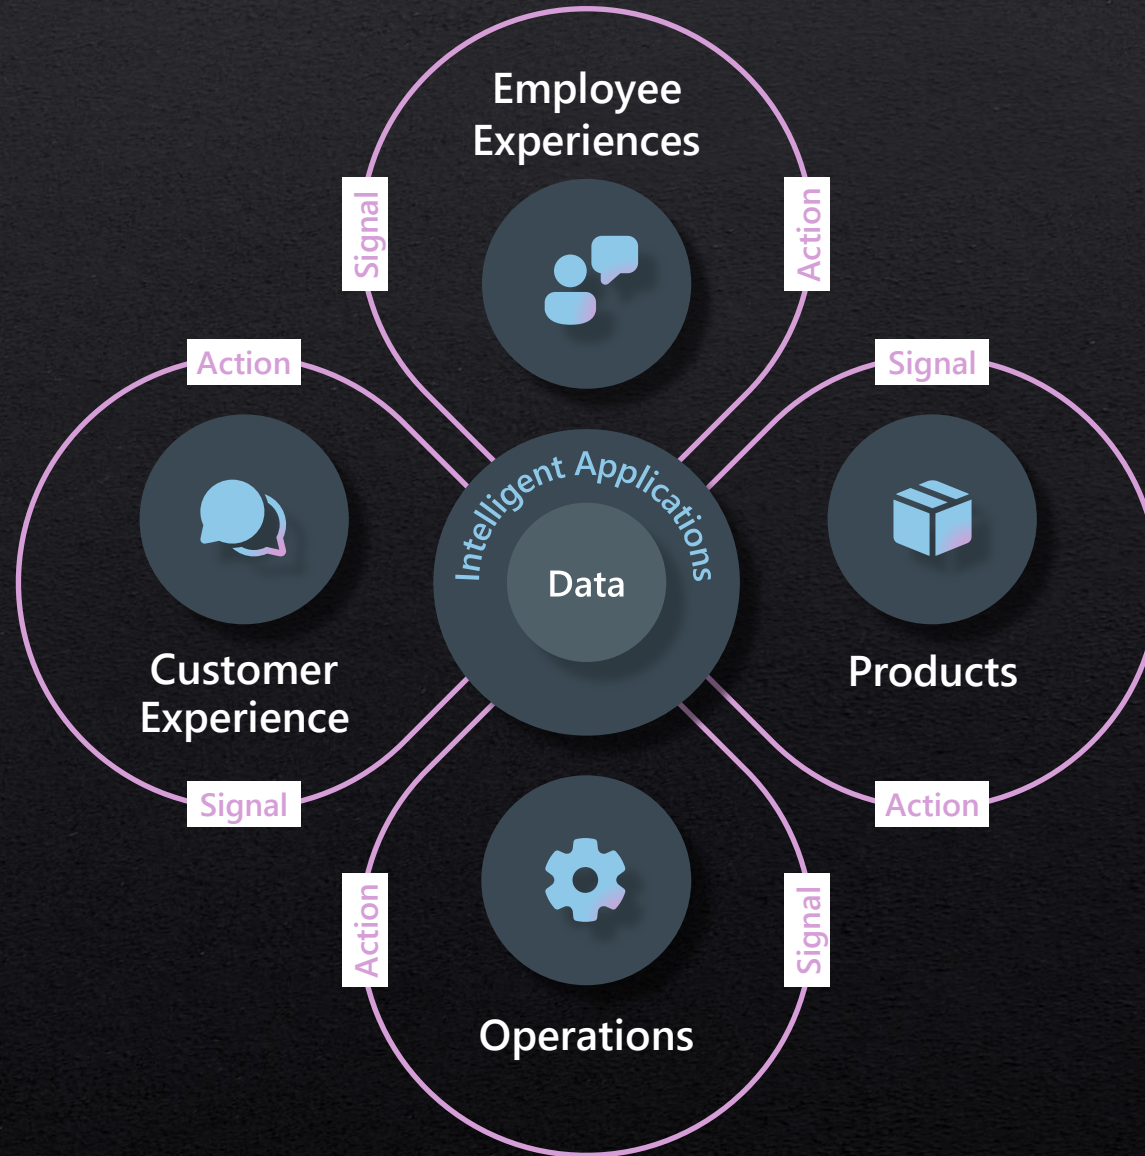 Employee
Experiences
Signal
Action
Action
Signal
Intelligent Applications
Data
Customer
Experience
Products
Signal
Action
Action
Signal
Operations